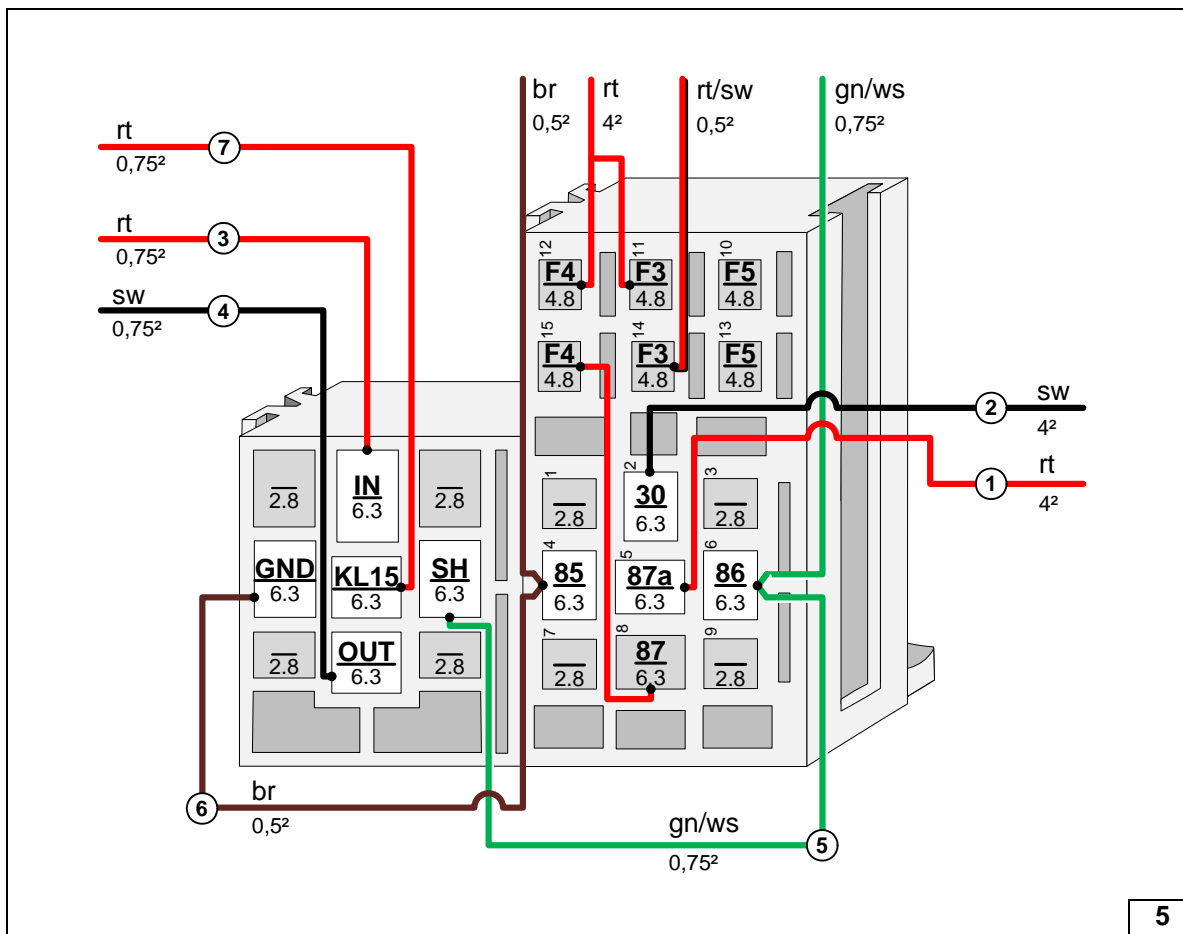 br
0,5²
rt
4²
rt/sw
0,5²
gn/ws
0,75²
rt
7
0,75²
rt
3
0,75²
sw
4
0,75²
12
F4
4.8
11
F3
4.8
10
F5
4.8
15
F4
4.8
14
F3
4.8
13
F5
4.8
2
sw
4²
1
rt
4²
2.8
IN
6.3
2.8
GND
6.3
KL15
6.3
SH
6.3
2.8
OUT
6.3
2.8
1
2.8
2
30
6.3
3
2.8
4
85
6.3
5
87a
6.3
6
86
6.3
7
2.8
8
87
6.3
9
2.8
6
br
0,5²
gn/ws
0,75²
5
5